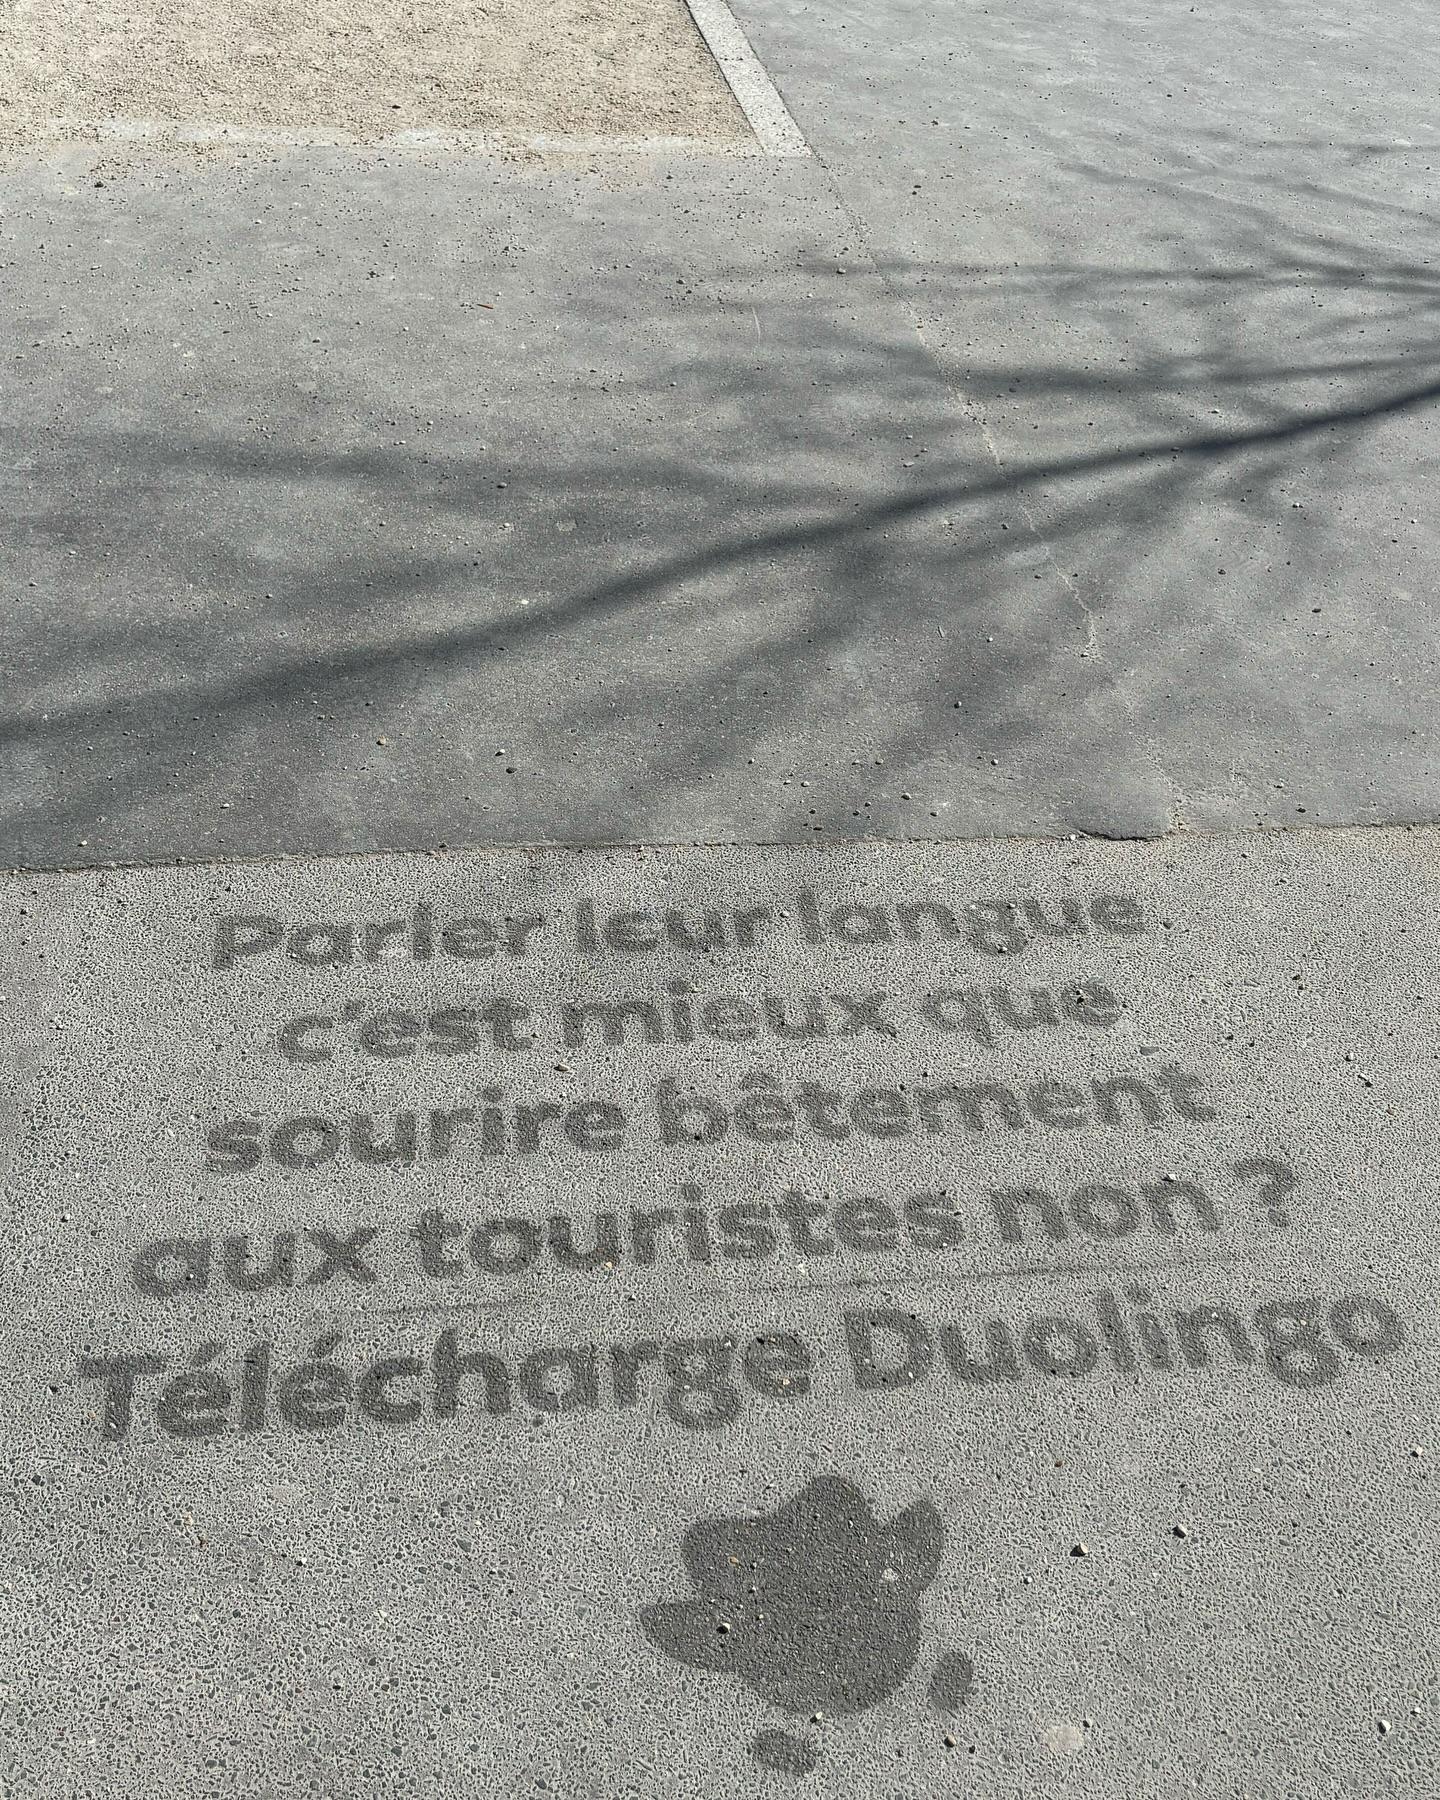 Parler leur langue
c'est mieux que
sourire bêtement
aux touristes non ?
Télécharge Duolingo